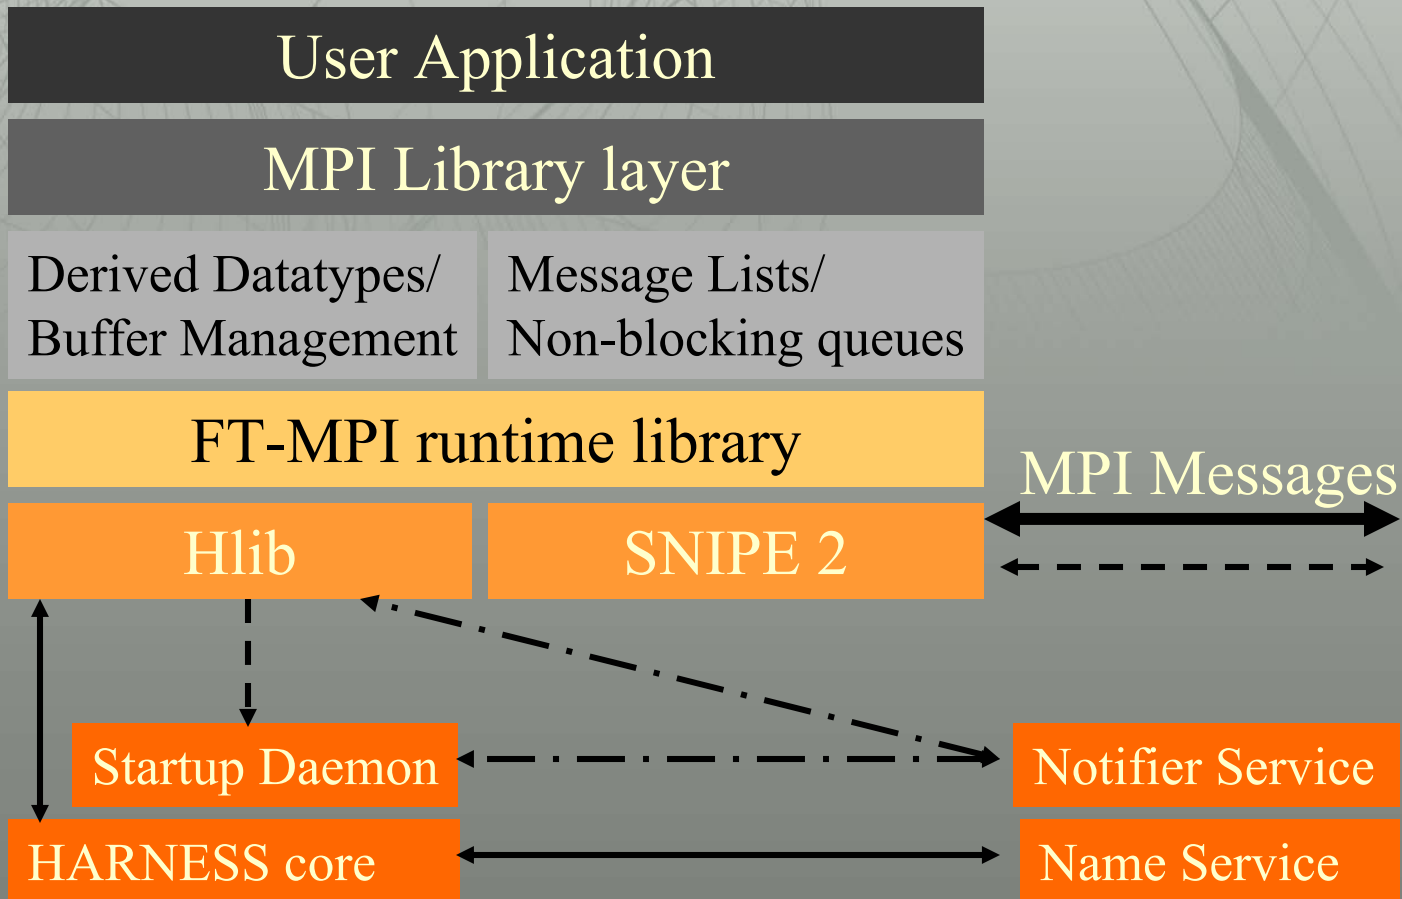 User Application
MPI Library layer
Derived Datatypes/
Buffer Management
Message Lists/
Non-blocking queues
FT-MPI runtime library
MPI Messages
Hlib
SNIPE 2
Startup Daemon
Notifier Service
HARNESS core
Name Service